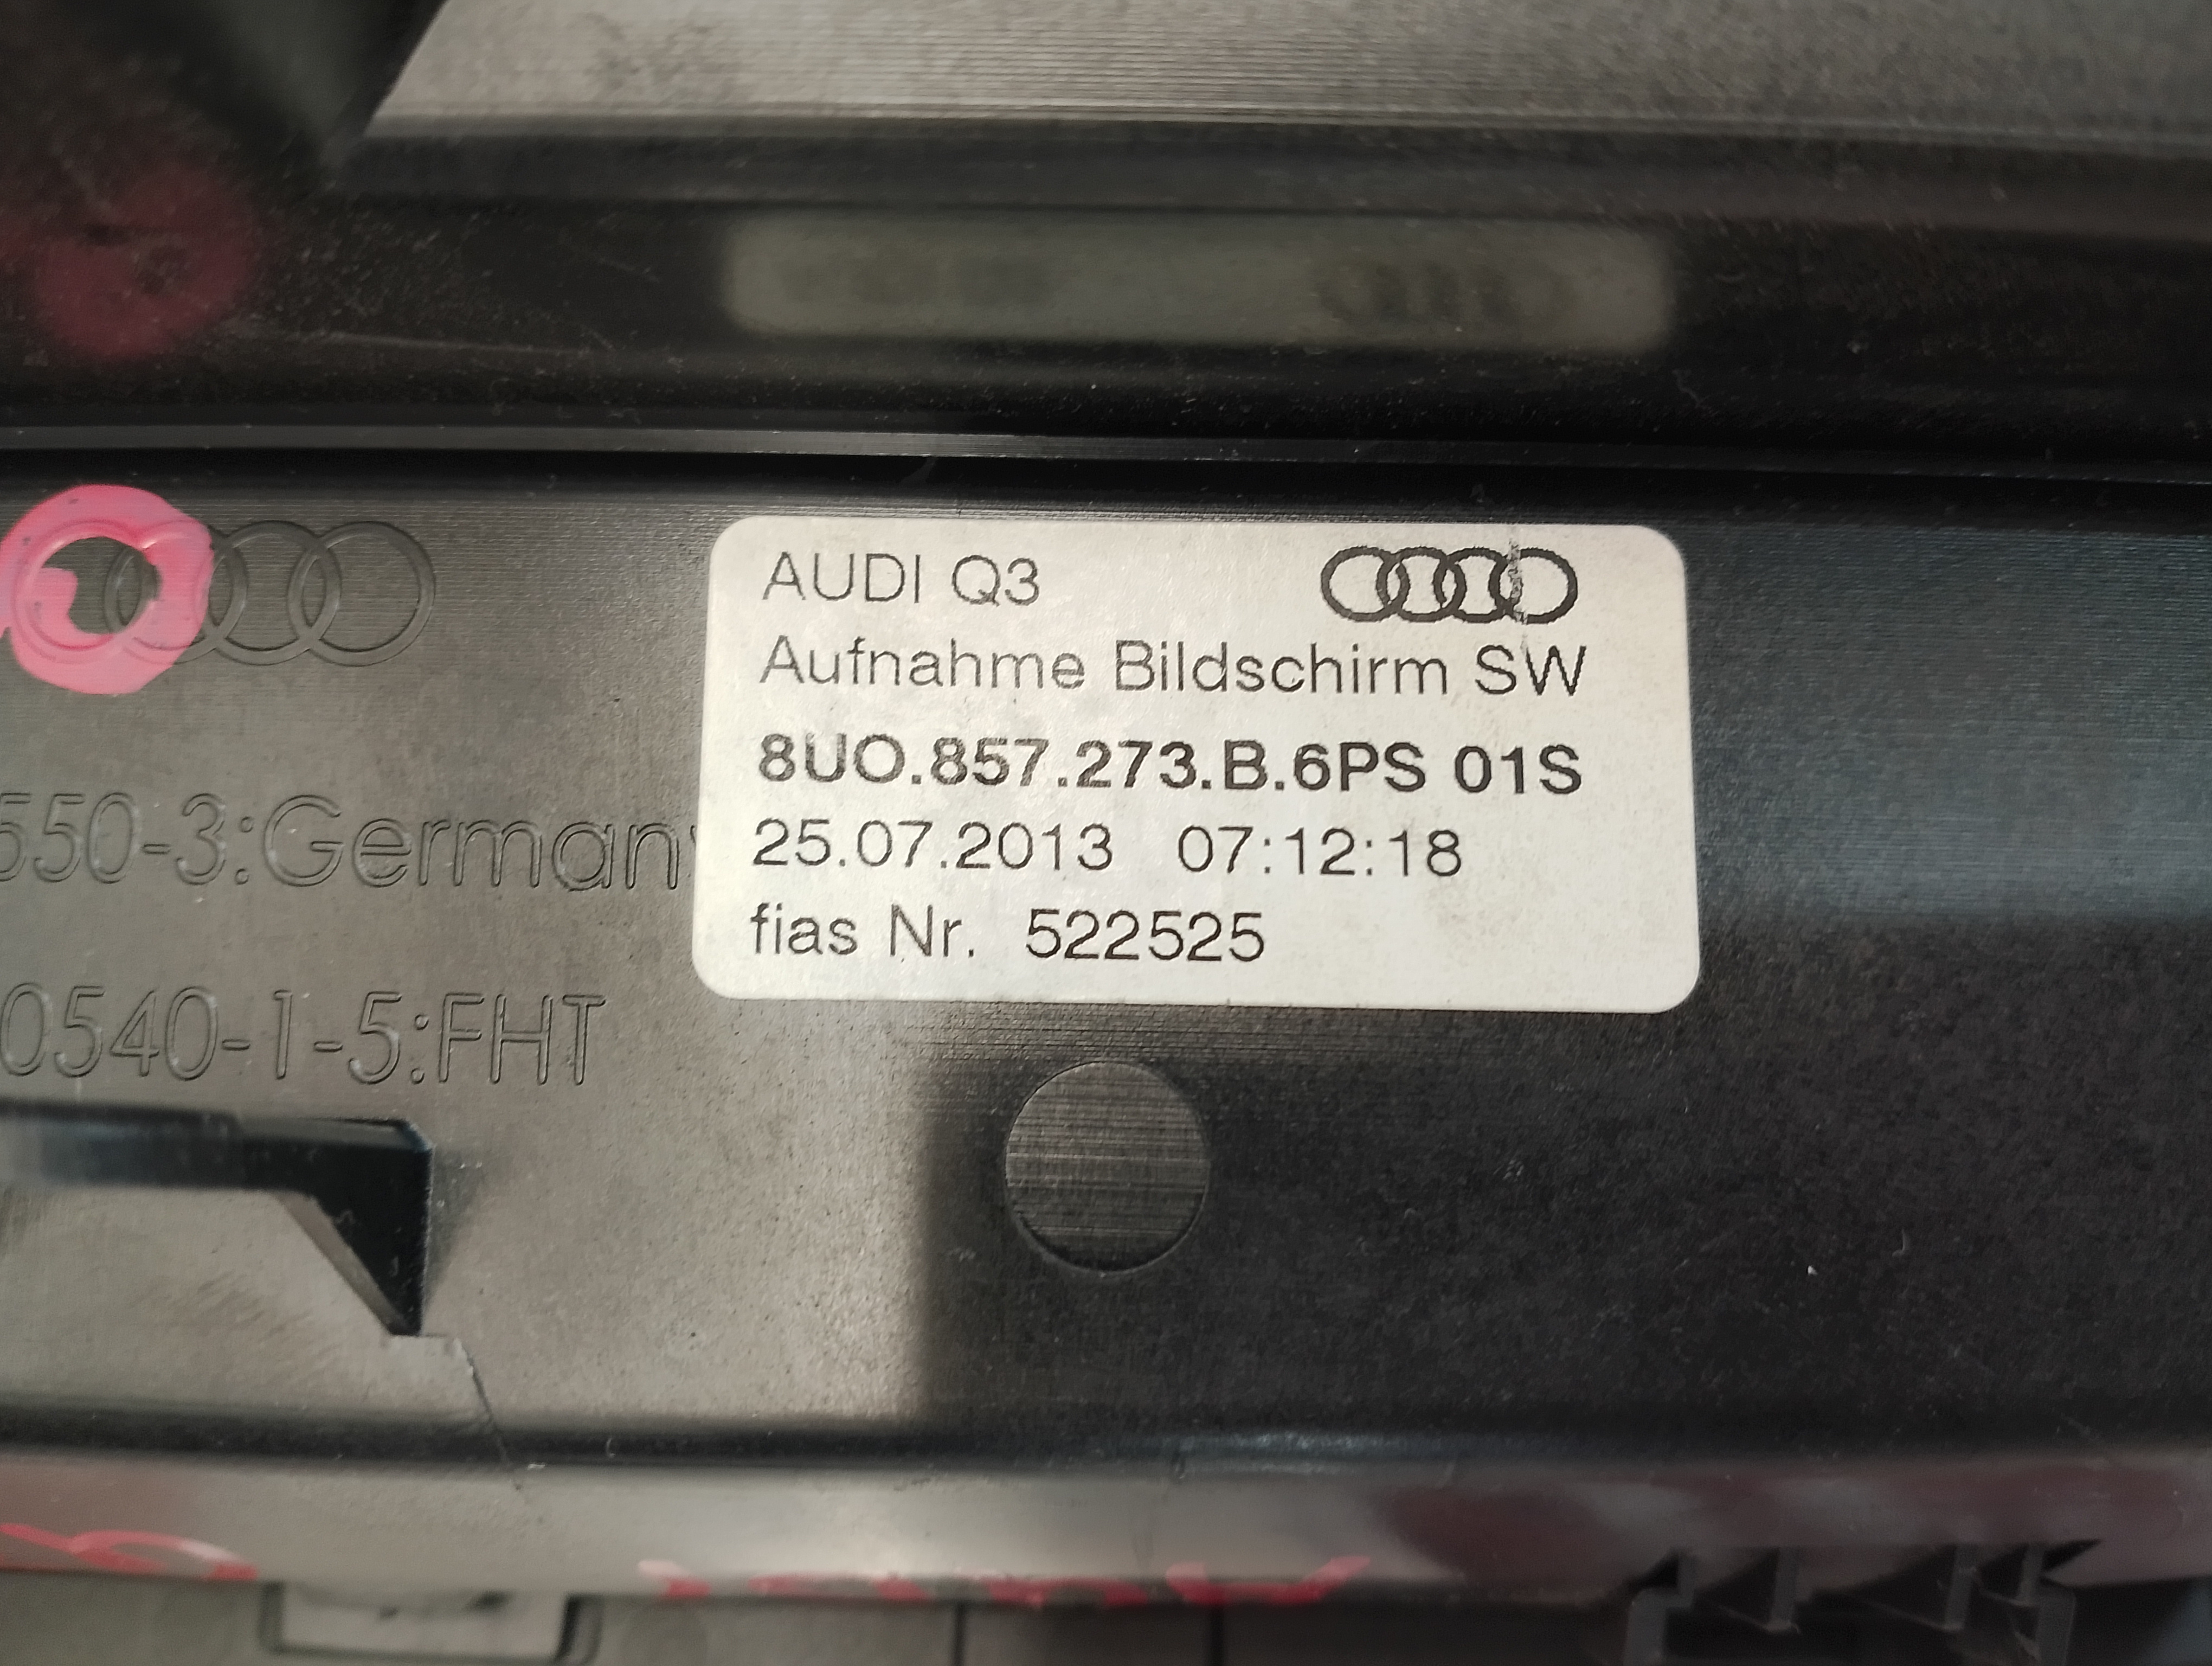 AUDI Q3
Aufnahme Bildschirm SW
8UO.857.273.B.6PS 01S
25.07.2013 07:12:18
fias Nr. 522525
550-3:Germany
0540-1-5:FHT